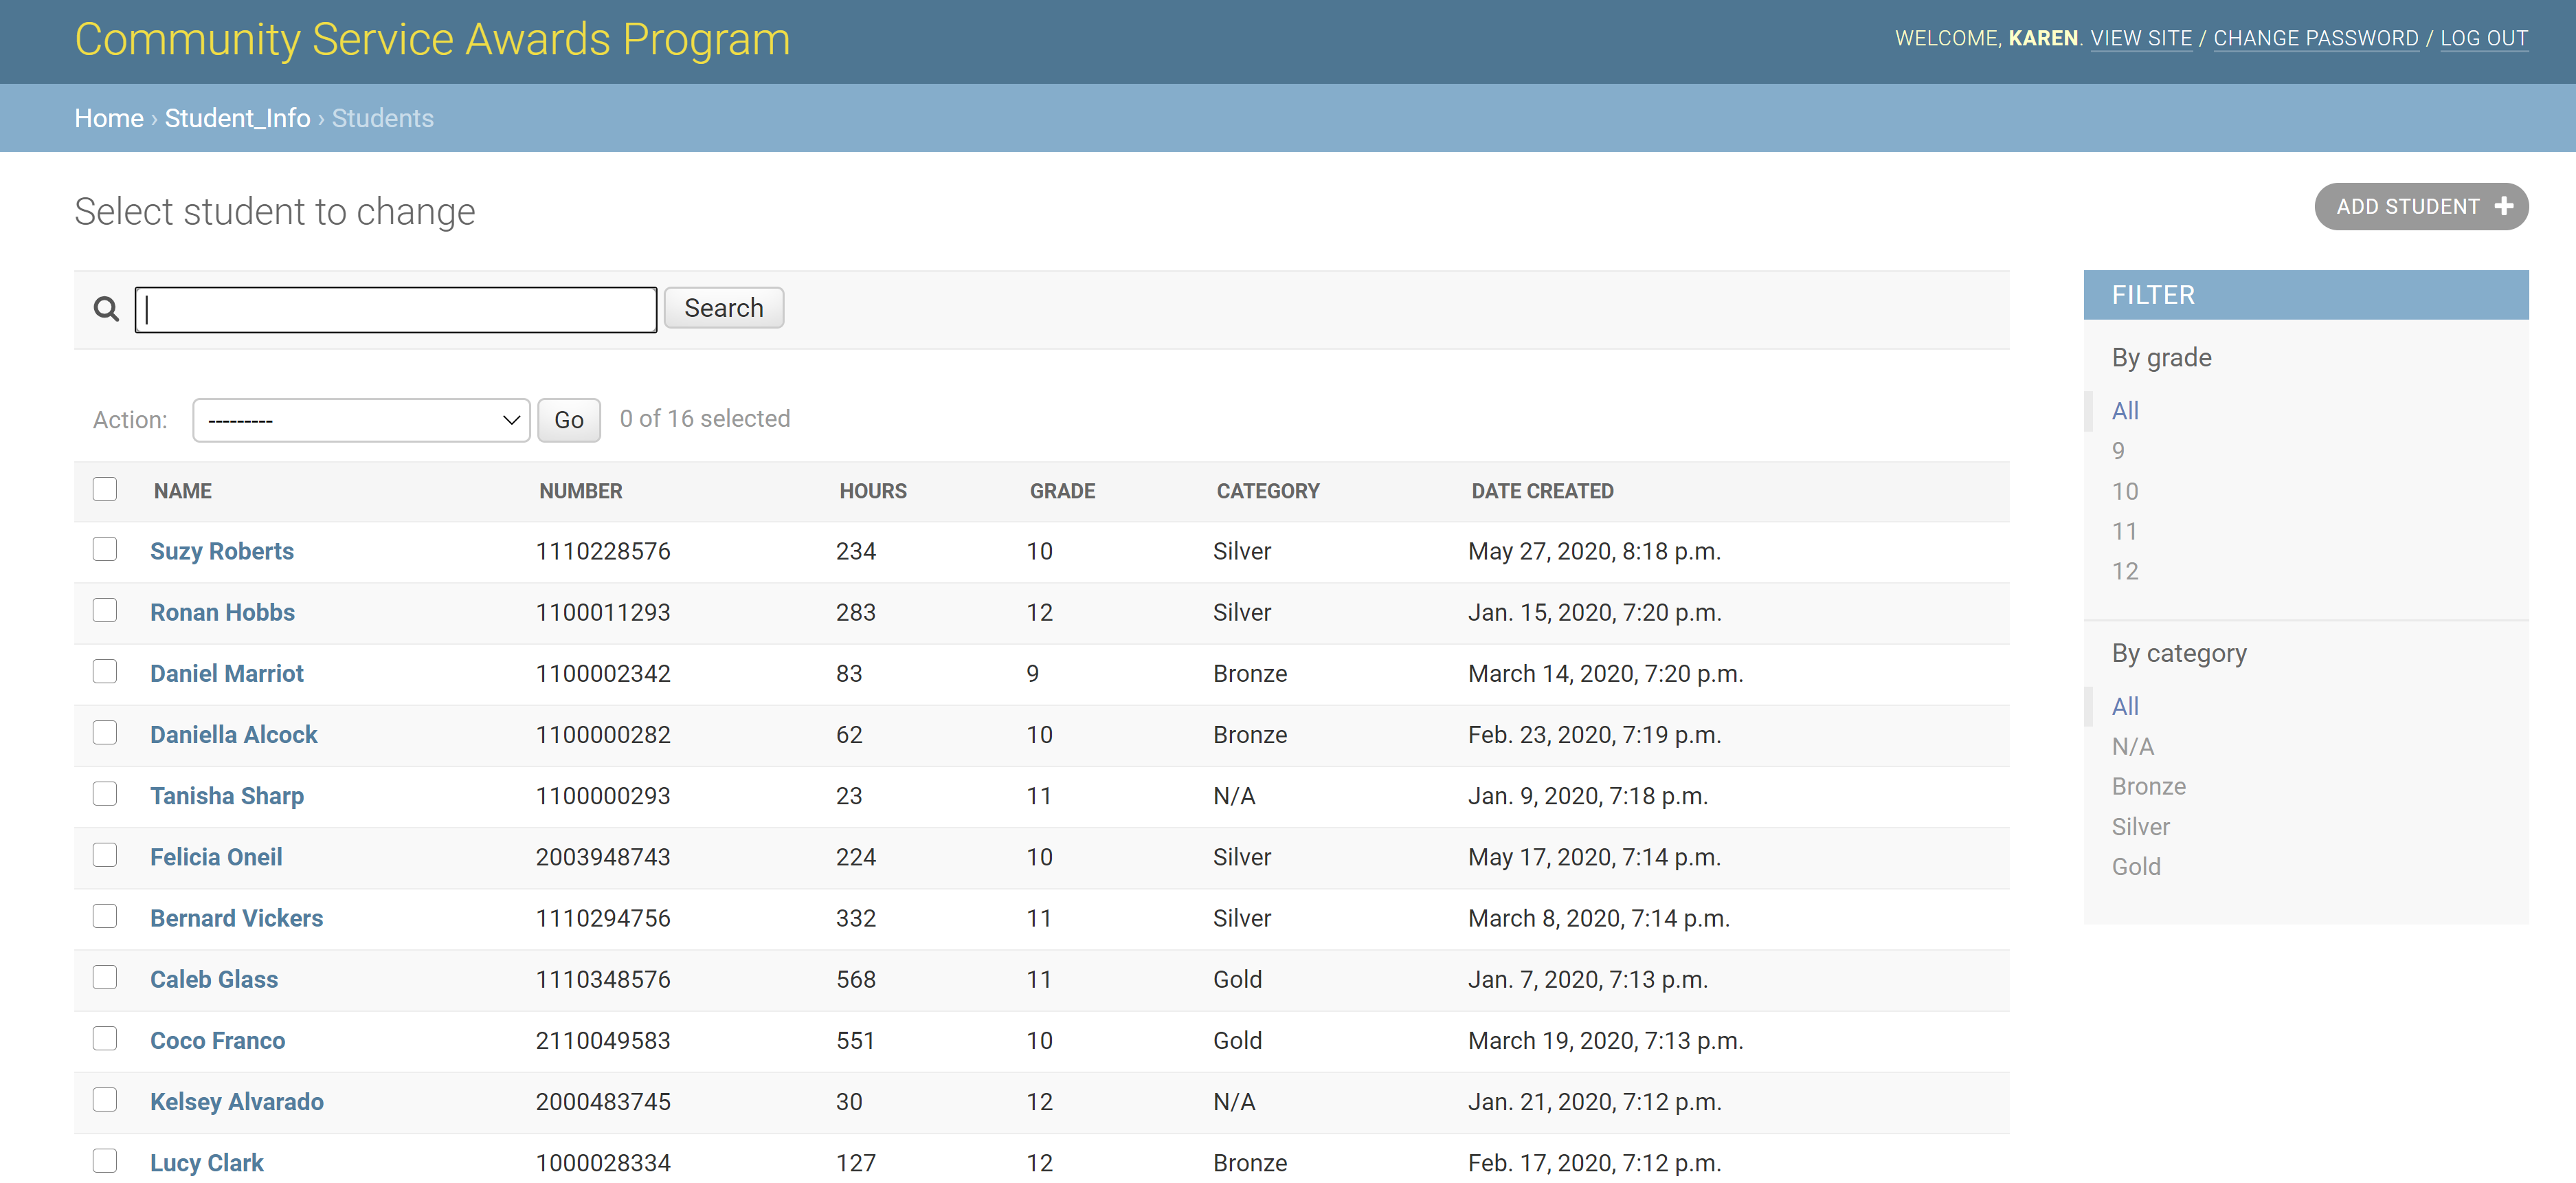 Community Service Awards Program
WELCOME, KAREN. VIEW SITE / CHANGE PASSWORD / LOG OUT
Home › Student_Info › Students
Select student to change
ADD STUDENT +
Search
Action: --------- Go 0 of 16 selected
NAME NUMBER HOURS GRADE CATEGORY DATE CREATED
Suzy Roberts 1110228576 234 10 Silver May 27, 2020, 8:18 p.m.
Ronan Hobbs 1100011293 283 12 Silver Jan. 15, 2020, 7:20 p.m.
Daniel Marriot 1100002342 83 9 Bronze March 14, 2020, 7:20 p.m.
Daniella Alcock 1100000282 62 10 Bronze Feb. 23, 2020, 7:19 p.m.
Tanisha Sharp 1100000293 23 11 N/A Jan. 9, 2020, 7:18 p.m.
Felicia Oneil 2003948743 224 10 Silver May 17, 2020, 7:14 p.m.
Bernard Vickers 1110294756 332 11 Silver March 8, 2020, 7:14 p.m.
Caleb Glass 1110348576 568 11 Gold Jan. 7, 2020, 7:13 p.m.
Coco Franco 2110049583 551 10 Gold March 19, 2020, 7:13 p.m.
Kelsey Alvarado 2000483745 30 12 N/A Jan. 21, 2020, 7:12 p.m.
Lucy Clark 1000028334 127 12 Bronze Feb. 17, 2020, 7:12 p.m.
FILTER
By grade
All
9
10
11
12
By category
All
N/A
Bronze
Silver
Gold